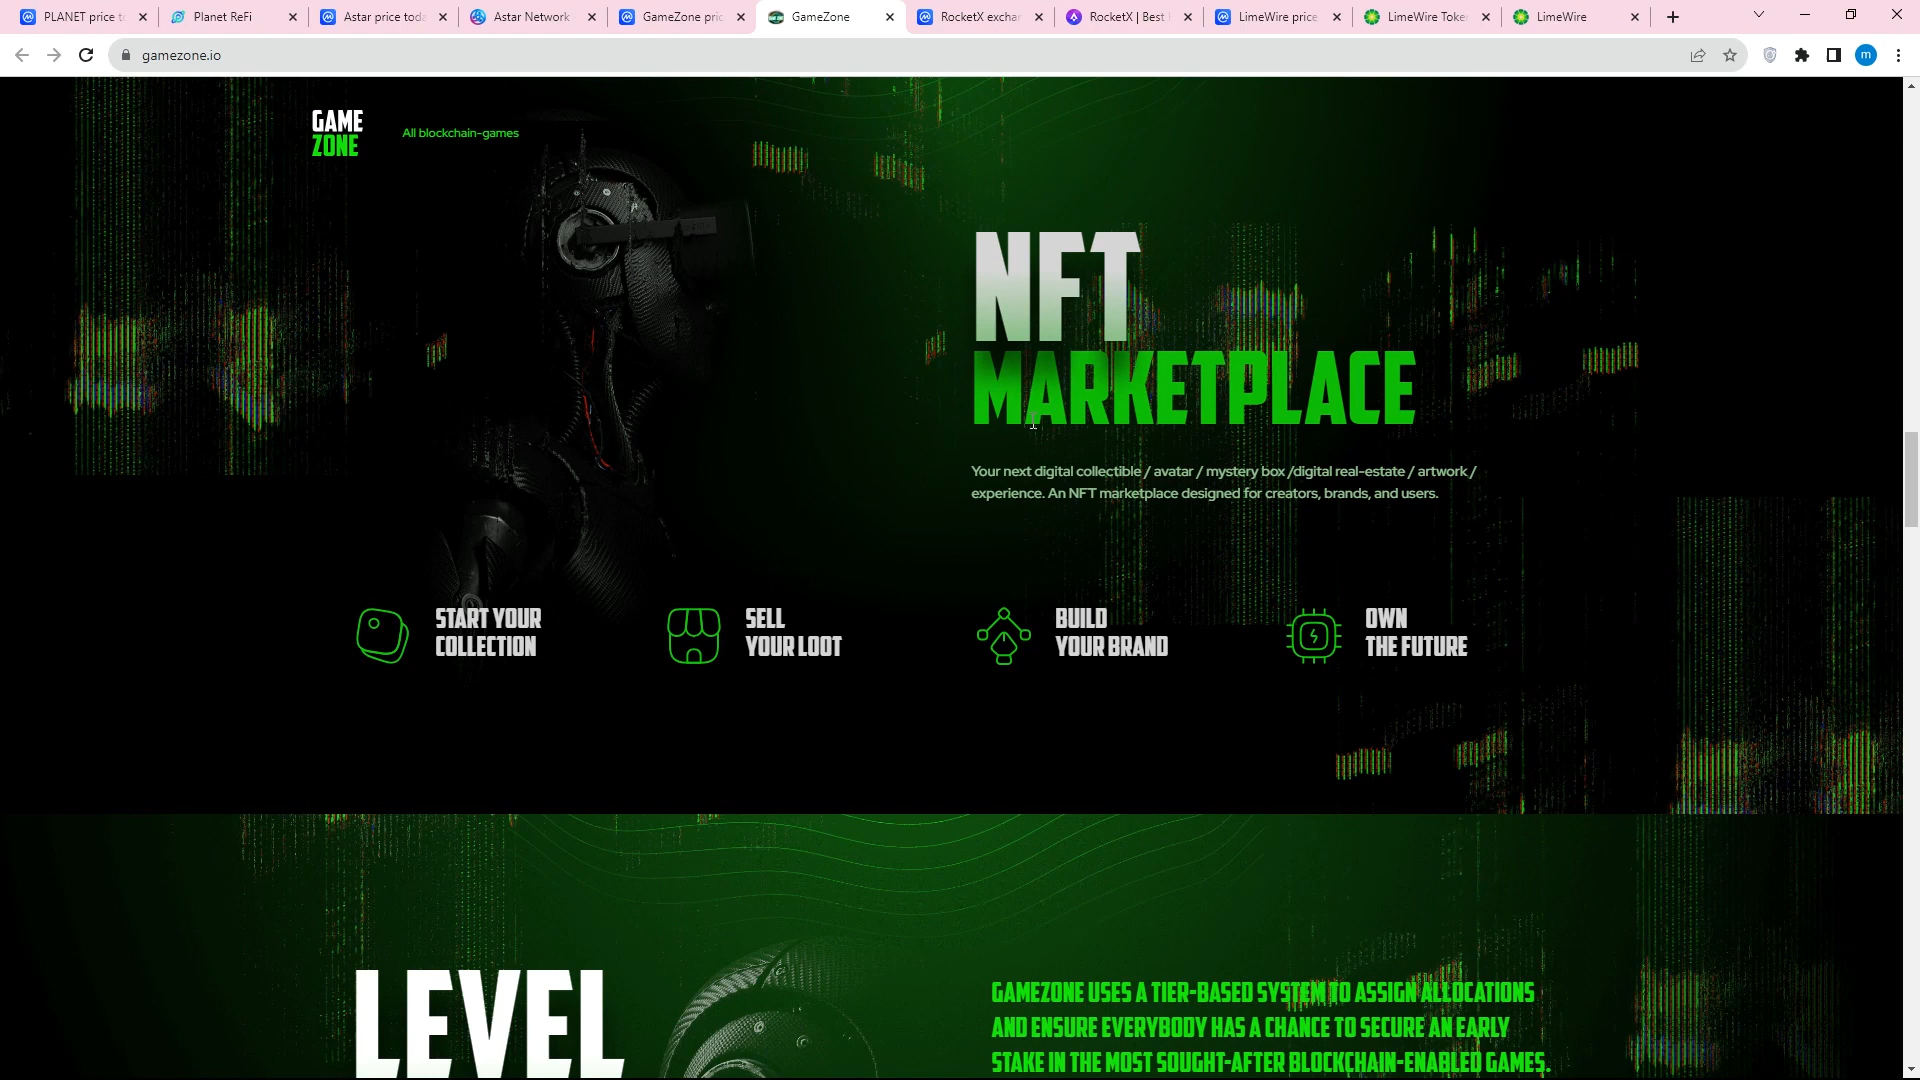 PLANET price t
Planet ReFi
Astar price toda
Astar Network
GameZone pric
GameZone
RocketX exchan
RocketX | Best
LimeWire price
LimeWire Toke
LimeWire
gamezone.io
m
GAME
ZONE
All blockchain-games
NFT
MARKETPLACE
Your next digital collectible / avatar / mystery box /digital real-estate / artwork /
experience. An NFT marketplace designed for creators, brands, and users.
START YOUR
COLLECTION
SELL
YOUR LOOT
BUILD
YOUR BRAND
OWN
THE FUTURE
LEVEL
GAMEZONE USES A TIER-BASED SYSTEM TO ASSIGN ALLOCATIONS
AND ENSURE EVERYBODY HAS A CHANCE TO SECURE AN EARLY
STAKE IN THE MOST SOUGHT-AFTER BLOCKCHAIN-ENABLED GAMES.